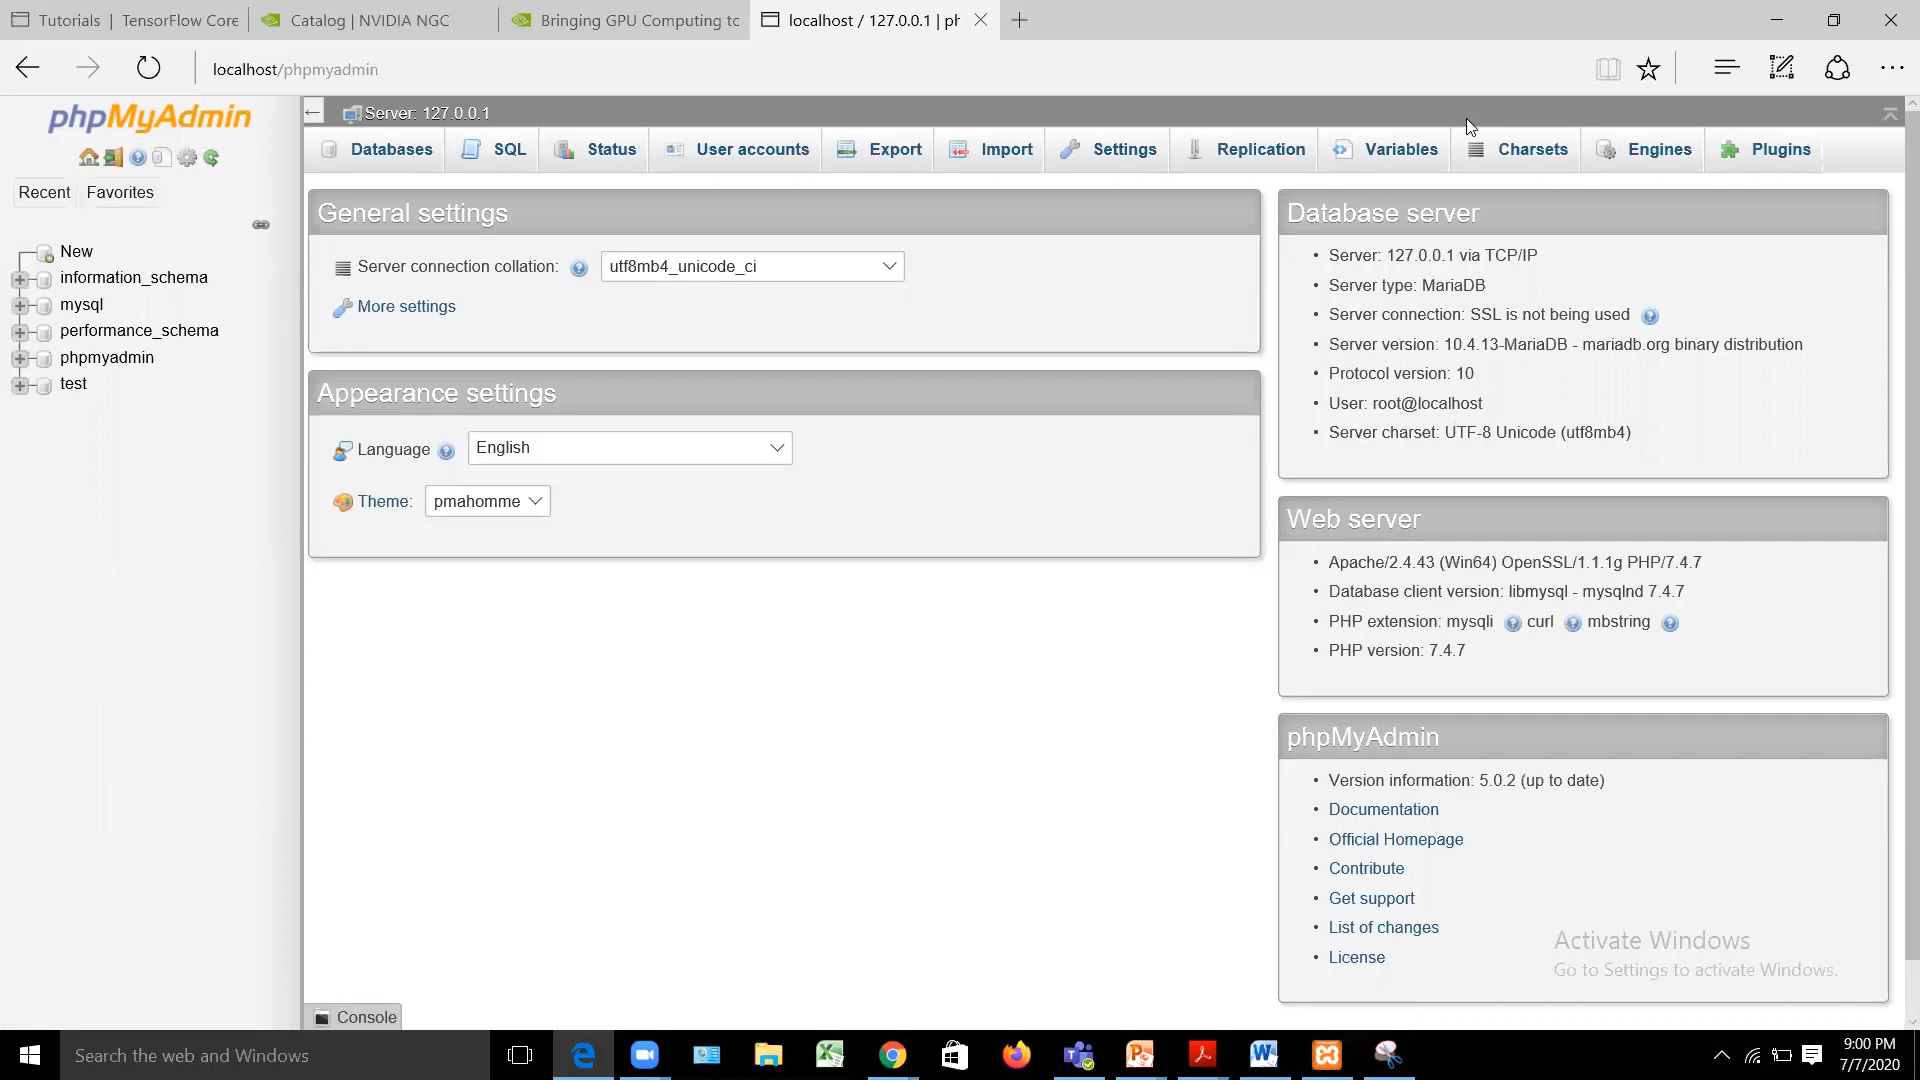 Tutorials | TensorFlow Core
Catalog | NVIDIA NGC
Bringing GPU Computing to
localhost / 127.0.0.1 | ph
localhost/phpmyadmin
phpMyAdmin
Recent
Favorites
New
information_schema
mysql
performance_schema
phpmyadmin
test
Server: 127.0.0.1
Databases
SQL
Status
User accounts
Export
Import
Settings
Replication
Variables
Charsets
Engines
Plugins
General settings
Server connection collation:
utf8mb4_unicode_ci
More settings
Appearance settings
Language
English
Theme:
pmahomme
Database server
• Server: 127.0.0.1 via TCP/IP
• Server type: MariaDB
• Server connection: SSL is not being used
• Server version: 10.4.13-MariaDB - mariadb.org binary distribution
• Protocol version: 10
• User: root@localhost
• Server charset: UTF-8 Unicode (utf8mb4)
Web server
• Apache/2.4.43 (Win64) OpenSSL/1.1.1g PHP/7.4.7
• Database client version: libmysql - mysqlnd 7.4.7
• PHP extension: mysqli curl mbstring
• PHP version: 7.4.7
phpMyAdmin
• Version information: 5.0.2 (up to date)
• Documentation
• Official Homepage
• Contribute
• Get support
• List of changes
• License
Activate Windows
Go to Settings to activate Windows.
Console
Search the web and Windows
9:00 PM
7/7/2020